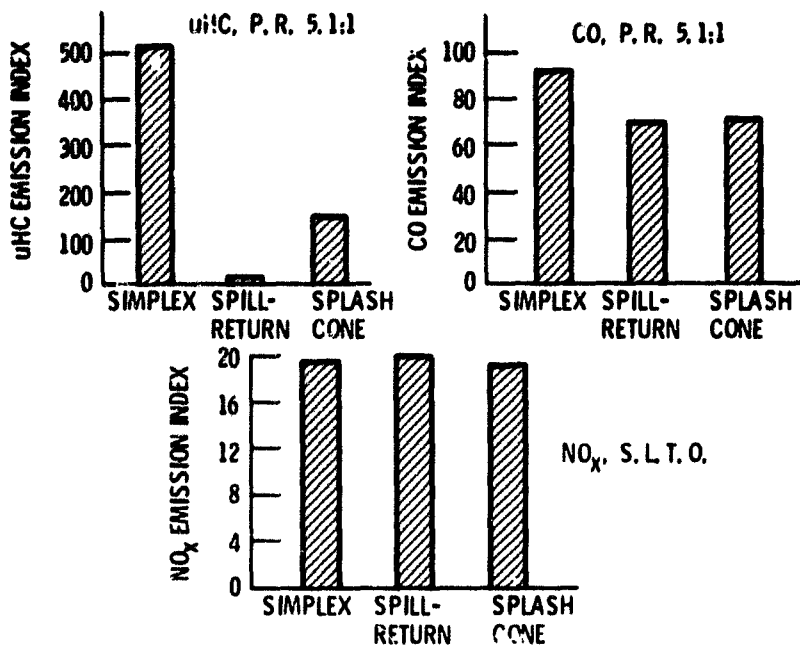 uHC, P. R. 5.1:1
uHC EMISSION INDEX
500
400
300
200
100
0
SIMPLEX SPILL- SPLASH
RETURN CONE
CO, P. R. 5.1:1
CO EMISSION INDEX
100
80
60
40
20
0
SIMPLEX SPILL- SPLASH
RETURN CONE
NOX, S. L. T. O.
NOX EMISSION INDEX
20
16
12
8
4
0
SIMPLEX SPILL- SPLASH
RETURN CONE